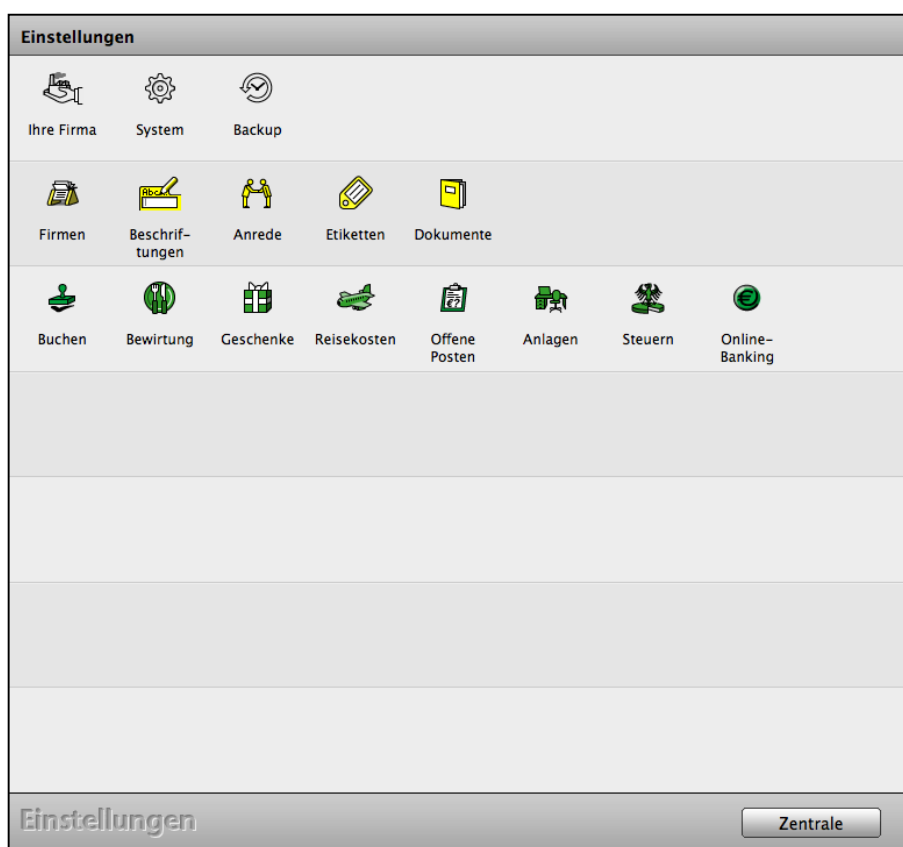 Einstellungen
Ihre Firma System Backup
Abc
Firmen Beschrif- Anrede Etiketten Dokumente
tungen
€?
Buchen Bewirtung Geschenke Reisekosten Offene Anlagen Steuern Online-
Posten Banking
Einstellungen Zentrale